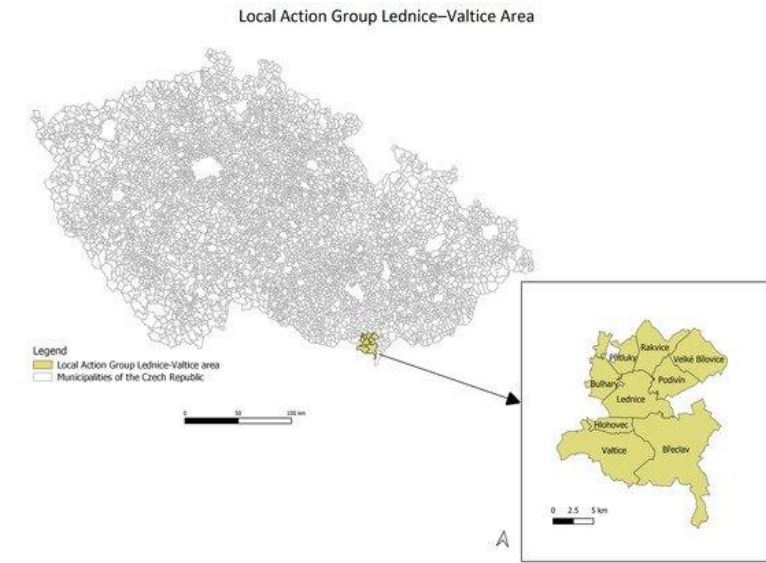 Local Action Group Lednice–Valtice Area
Legend
Local Action Group Lednice-Valtice area
Municipalities of the Czech Republic
0 50 100 km
Přítluky
Rakvice
Velké Bílovice
Bulhary
Podivín
Lednice
Hlohovec
Valtice
Břeclav
0 2.5 5 km